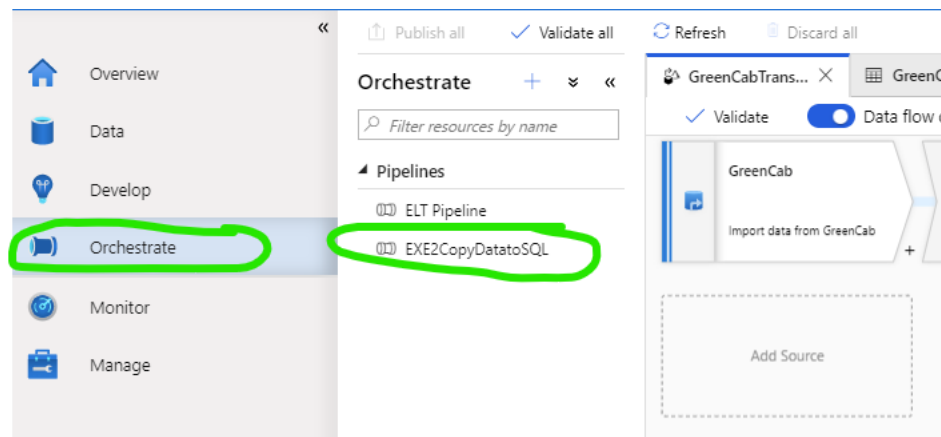 «
Overview
Data
Develop
Orchestrate
Monitor
Manage
Publish all
Validate all
Orchestrate + «
Filter resources by name
Pipelines
ELT Pipeline
EXE2CopyDatatoSQL
Refresh
Discard all
GreenCabTrans...
Validate
Data flow
GreenCab
Import data from GreenCab
+
Add Source